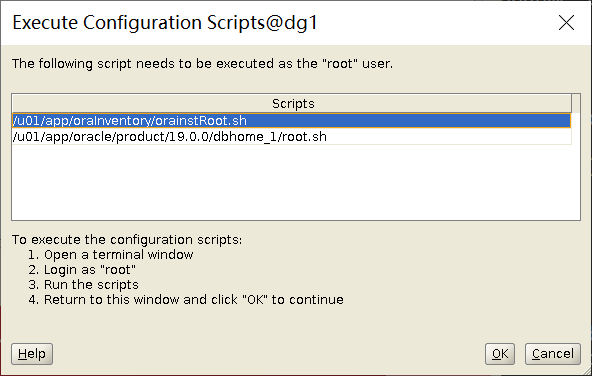 Execute Configuration Scripts@dg1
The following script needs to be executed as the "root" user.
Scripts
/u01/app/oraInventory/orainstRoot.sh
/u01/app/oracle/product/19.0.0/dbhome_1/root.sh
To execute the configuration scripts:
1. Open a terminal window
2. Login as "root"
3. Run the scripts
4. Return to this window and click "OK" to continue
Help
OK
Cancel